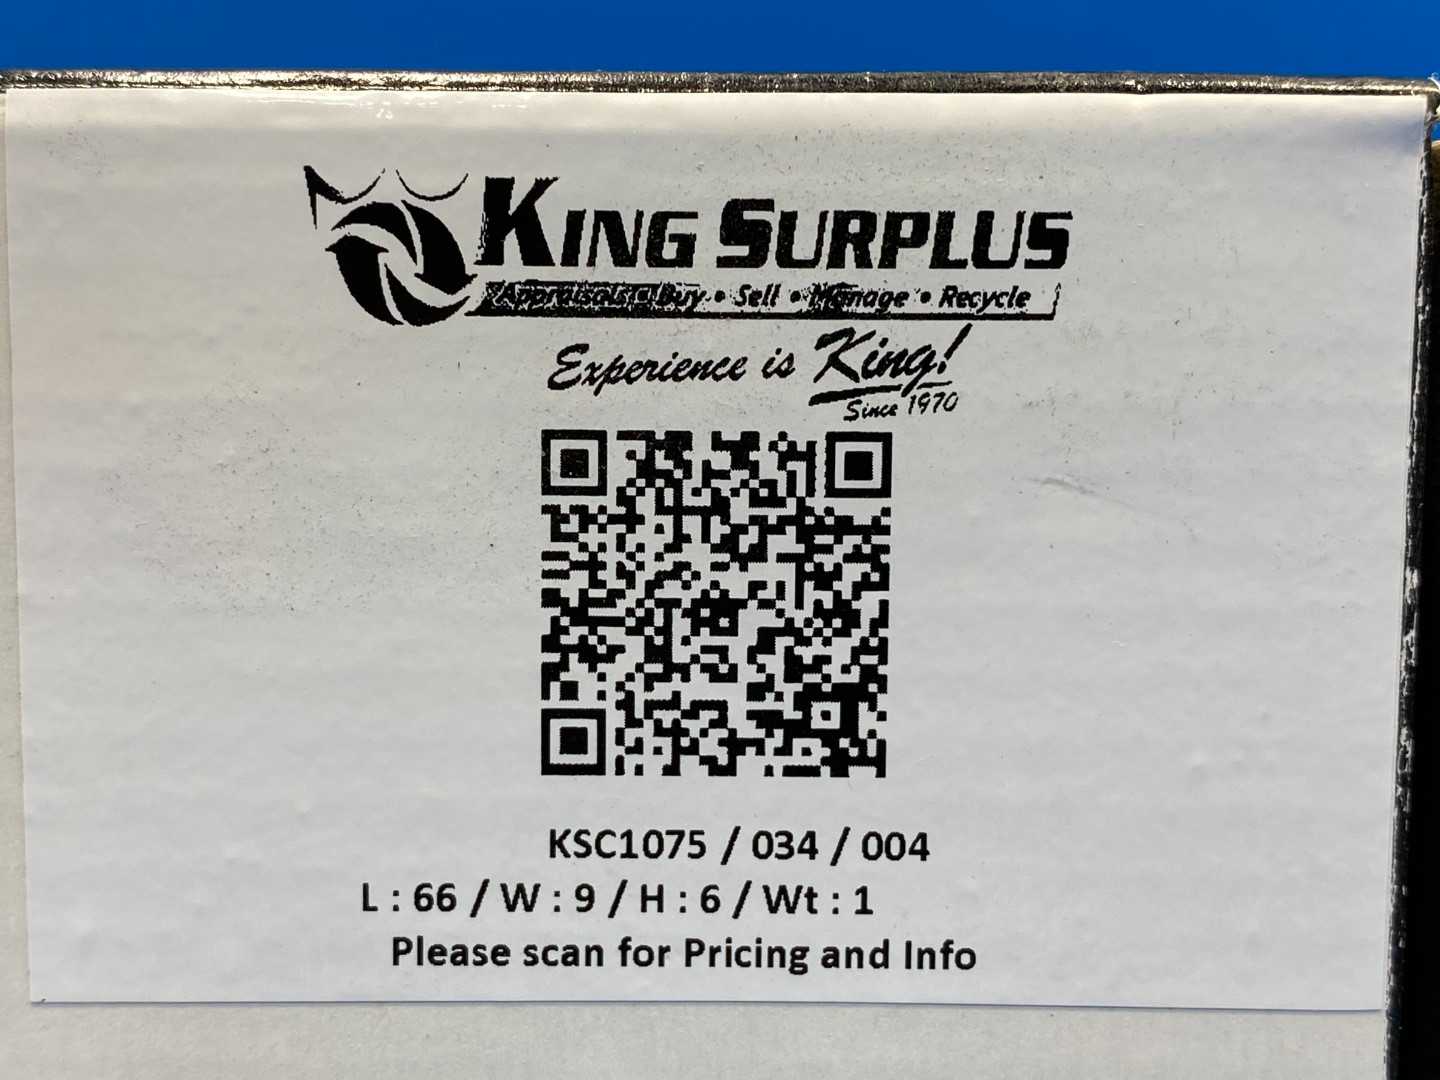 KING SURPLUS
Appraisals • Buy • Sell • Manage • Recycle
Experience is King!
Since 1970
KSC1075 / 034 / 004
L : 66 / W : 9 / H : 6 / Wt : 1
Please scan for Pricing and Info